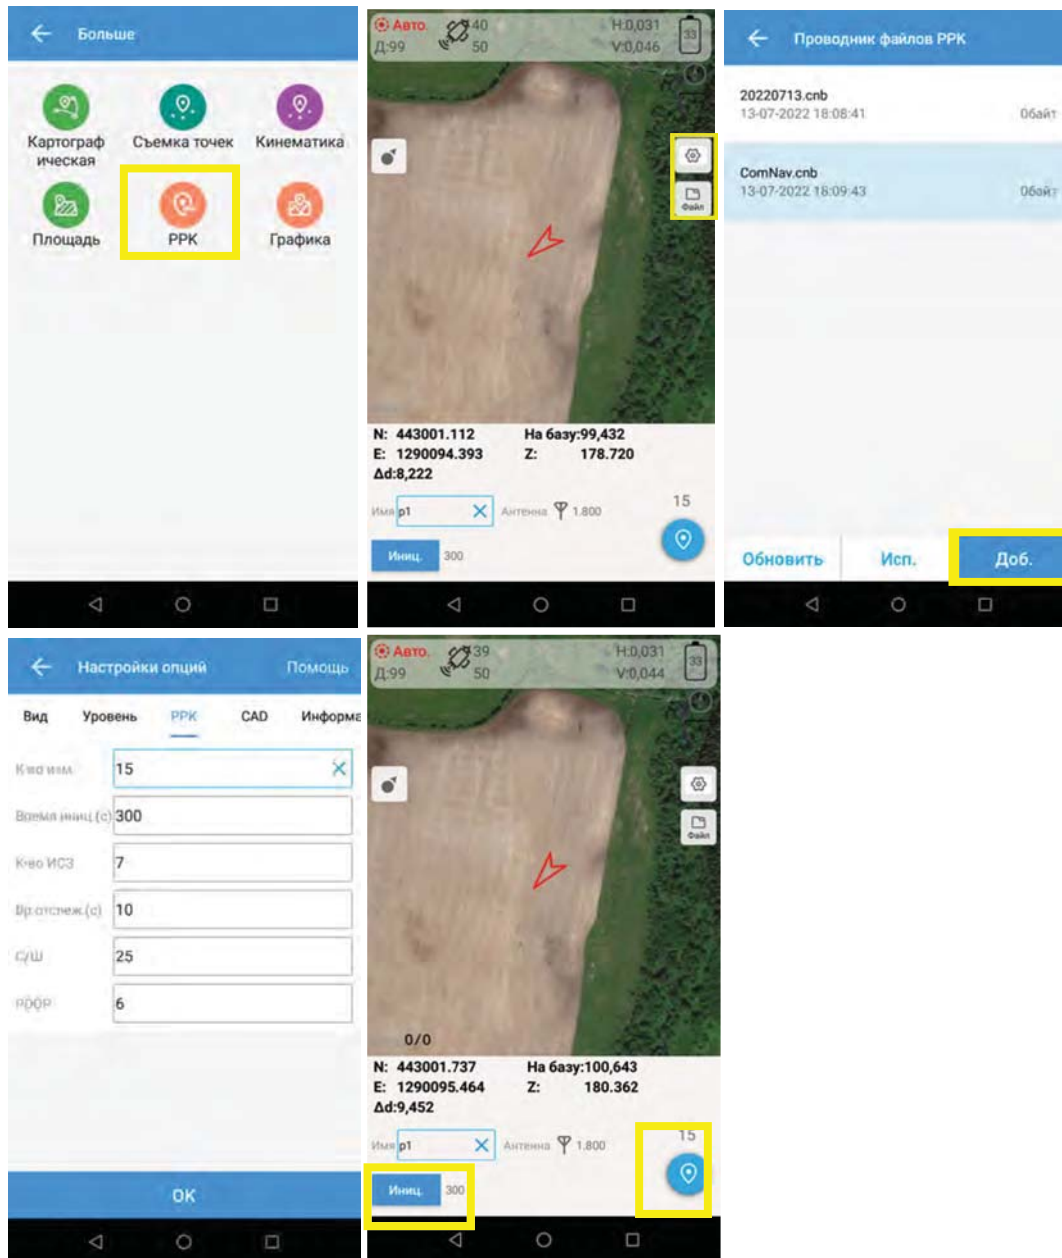 Больше
Картограф
ическая
Съемка точек
Кинематика
Площадь
PPK
Графика
Авто.
Д:99
40
50
H:0,031
V:0,046
33
Файл
N: 443001.112
На базу:99,432
E: 1290094.393
Z: 178.720
Δd:8,222
Имя p1
Антенна 1.800
15
Иниц.
300
Проводник файлов PPK
20220713.cnb
13-07-2022 18:08:41
0байт
ComNav.cnb
13-07-2022 18:09:43
0байт
Обновить
Исп.
Доб.
Настройки опций
Помощь
Вид
Уровень
PPK
CAD
Информа
К-во изм.
15
Время иниц.(с)
300
К-во ИСЗ
7
Вр.отслеж.(с)
10
С/Ш
25
PDOP
6
OK
Авто.
Д:99
39
50
H:0,031
V:0,044
33
Файл
0/0
N: 443001.737
На базу:100,643
E: 1290095.464
Z: 180.362
Δd:9,452
Имя p1
Антенна 1.800
15
Иниц.
300